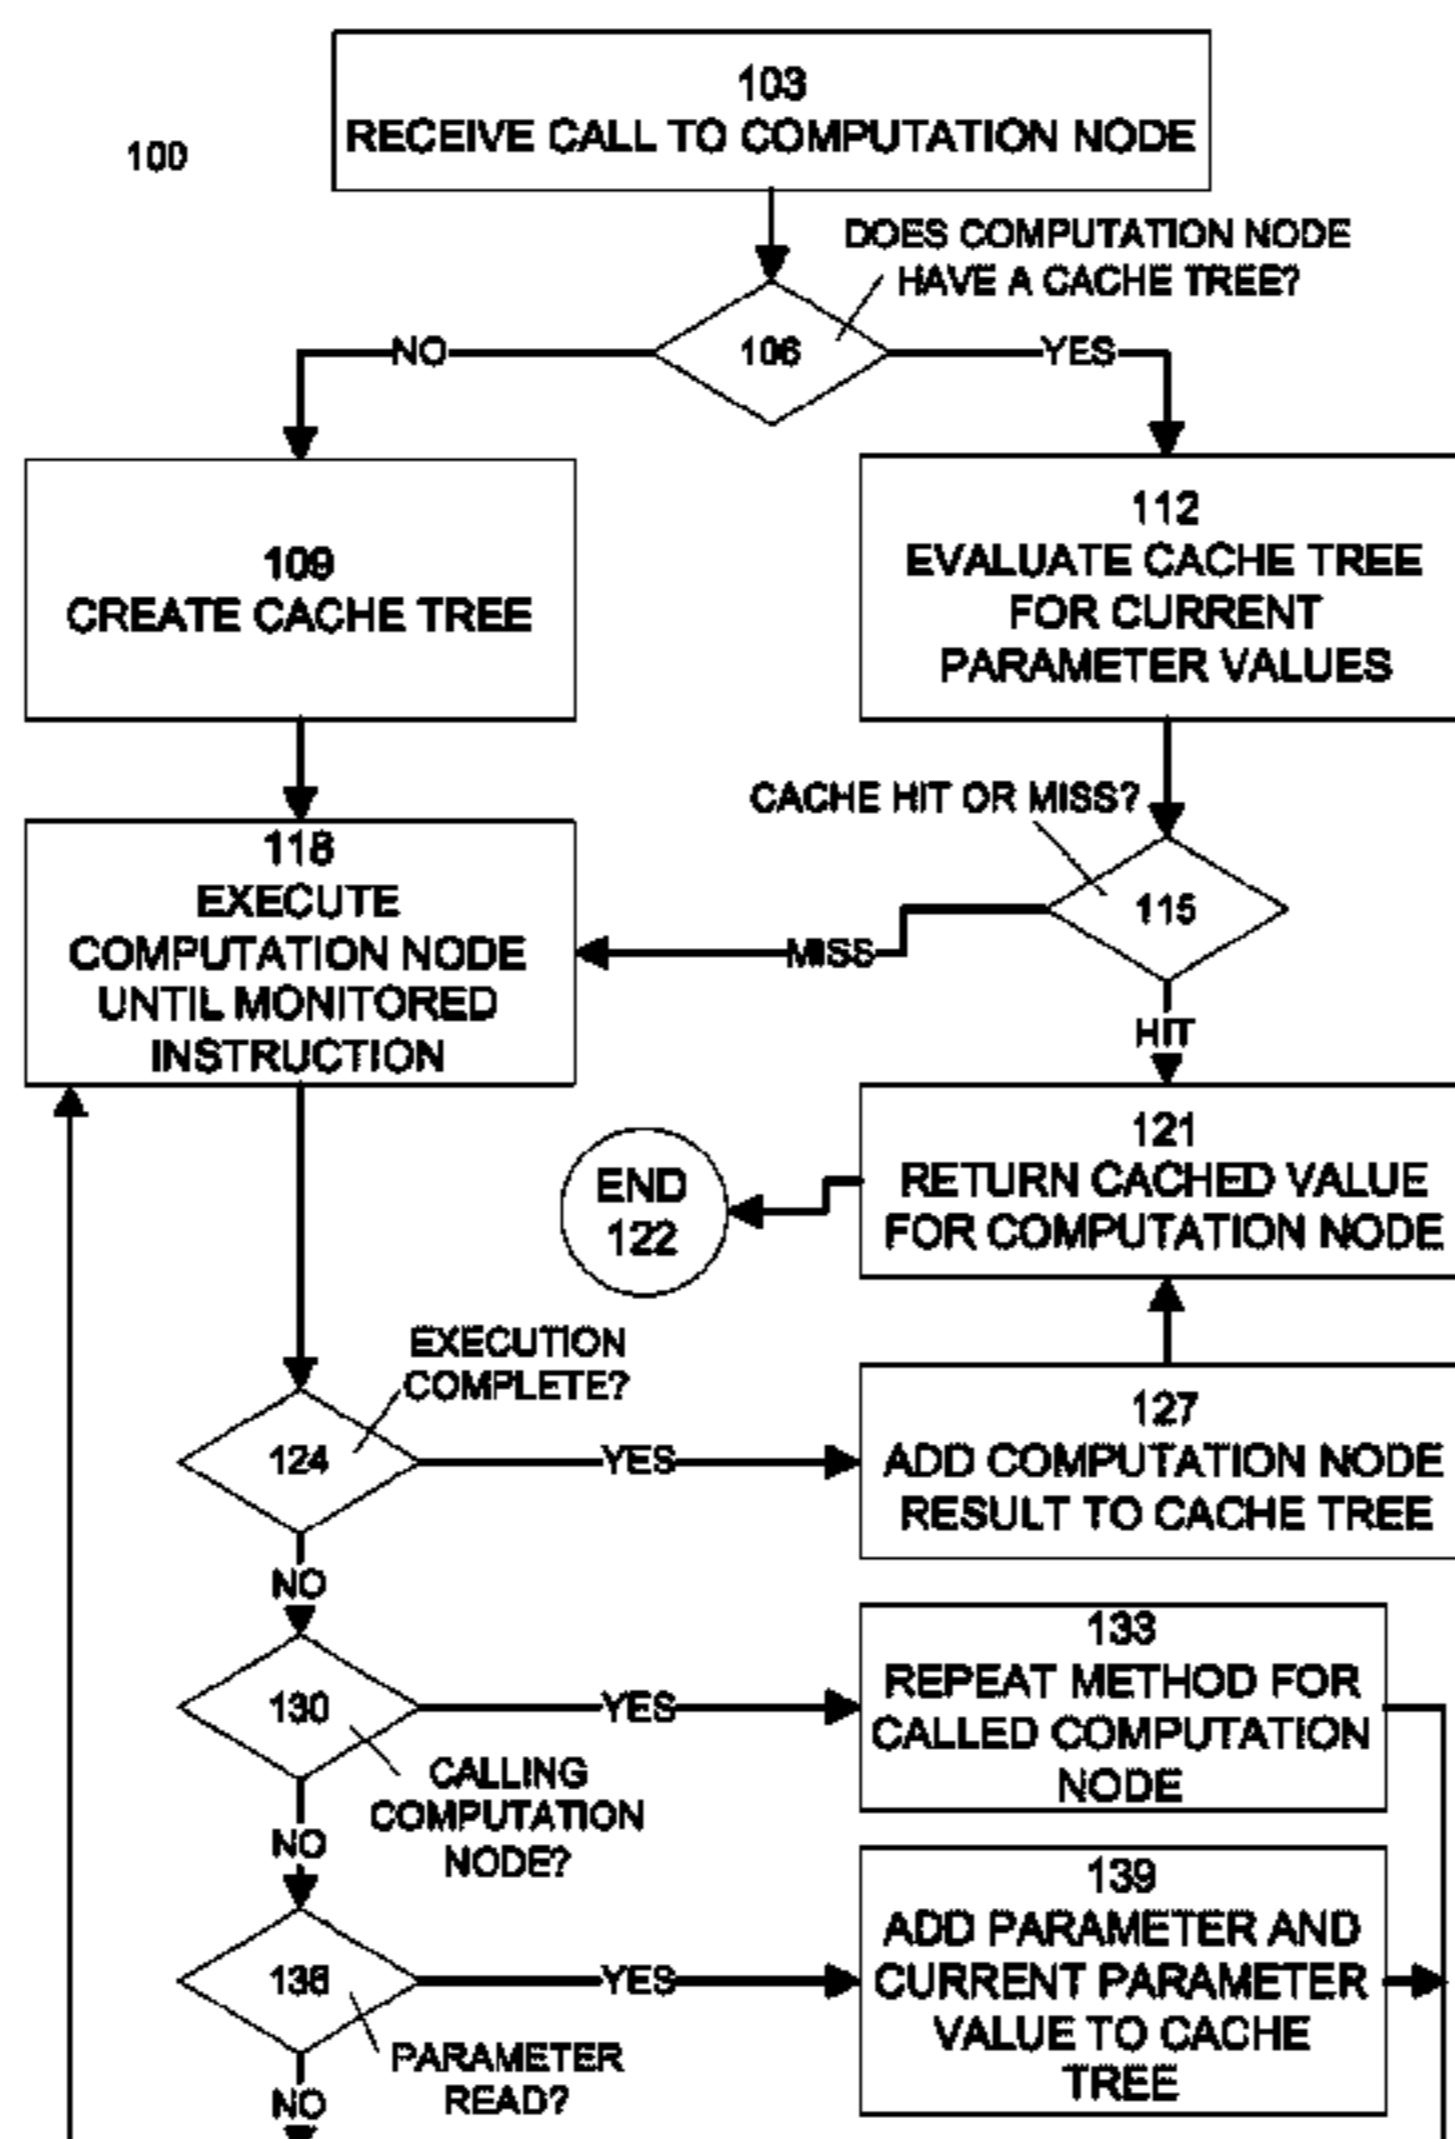 103
RECEIVE CALL TO COMPUTATION NODE
100
DOES COMPUTATION NODE
HAVE A CACHE TREE?
NO
106
YES
109
CREATE CACHE TREE
112
EVALUATE CACHE TREE
FOR CURRENT
PARAMETER VALUES
CACHE HIT OR MISS?
115
MISS
HIT
118
EXECUTE
COMPUTATION NODE
UNTIL MONITORED
INSTRUCTION
121
RETURN CACHED VALUE
FOR COMPUTATION NODE
END
122
EXECUTION
COMPLETE?
124
YES
127
ADD COMPUTATION NODE
RESULT TO CACHE TREE
NO
130
YES
CALLING
COMPUTATION
NODE?
133
REPEAT METHOD FOR
CALLED COMPUTATION
NODE
NO
136
YES
PARAMETER
READ?
139
ADD PARAMETER AND
CURRENT PARAMETER
VALUE TO CACHE
TREE
NO